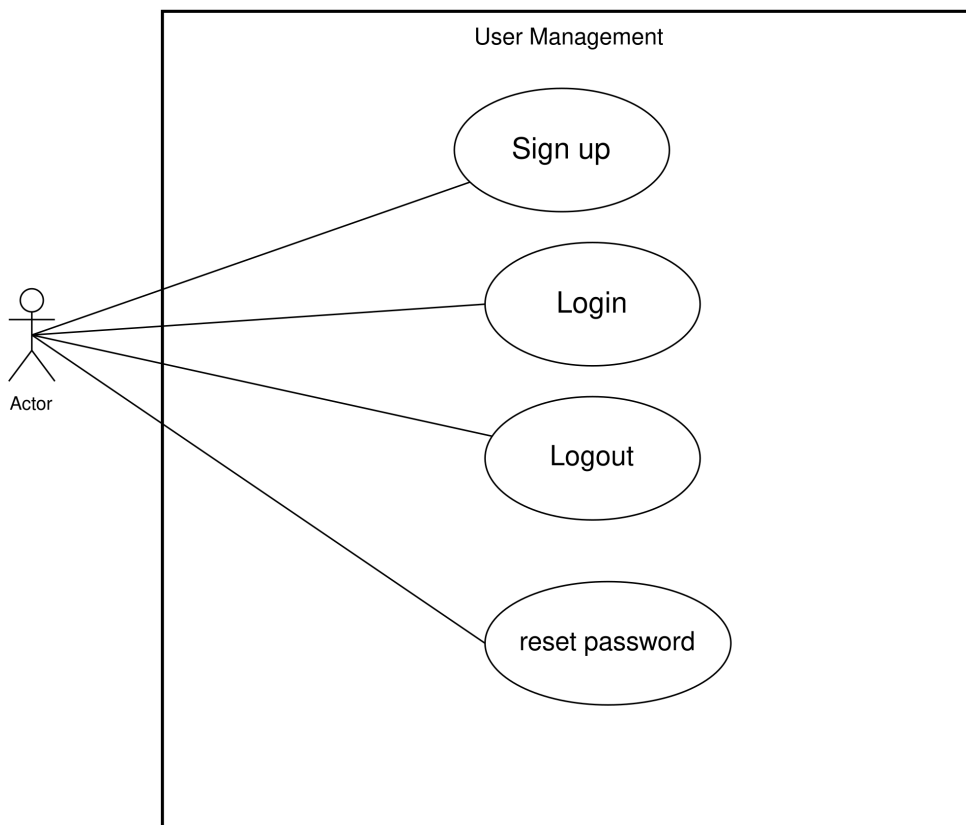 User Management
Sign up
Login
Actor
Logout
reset password